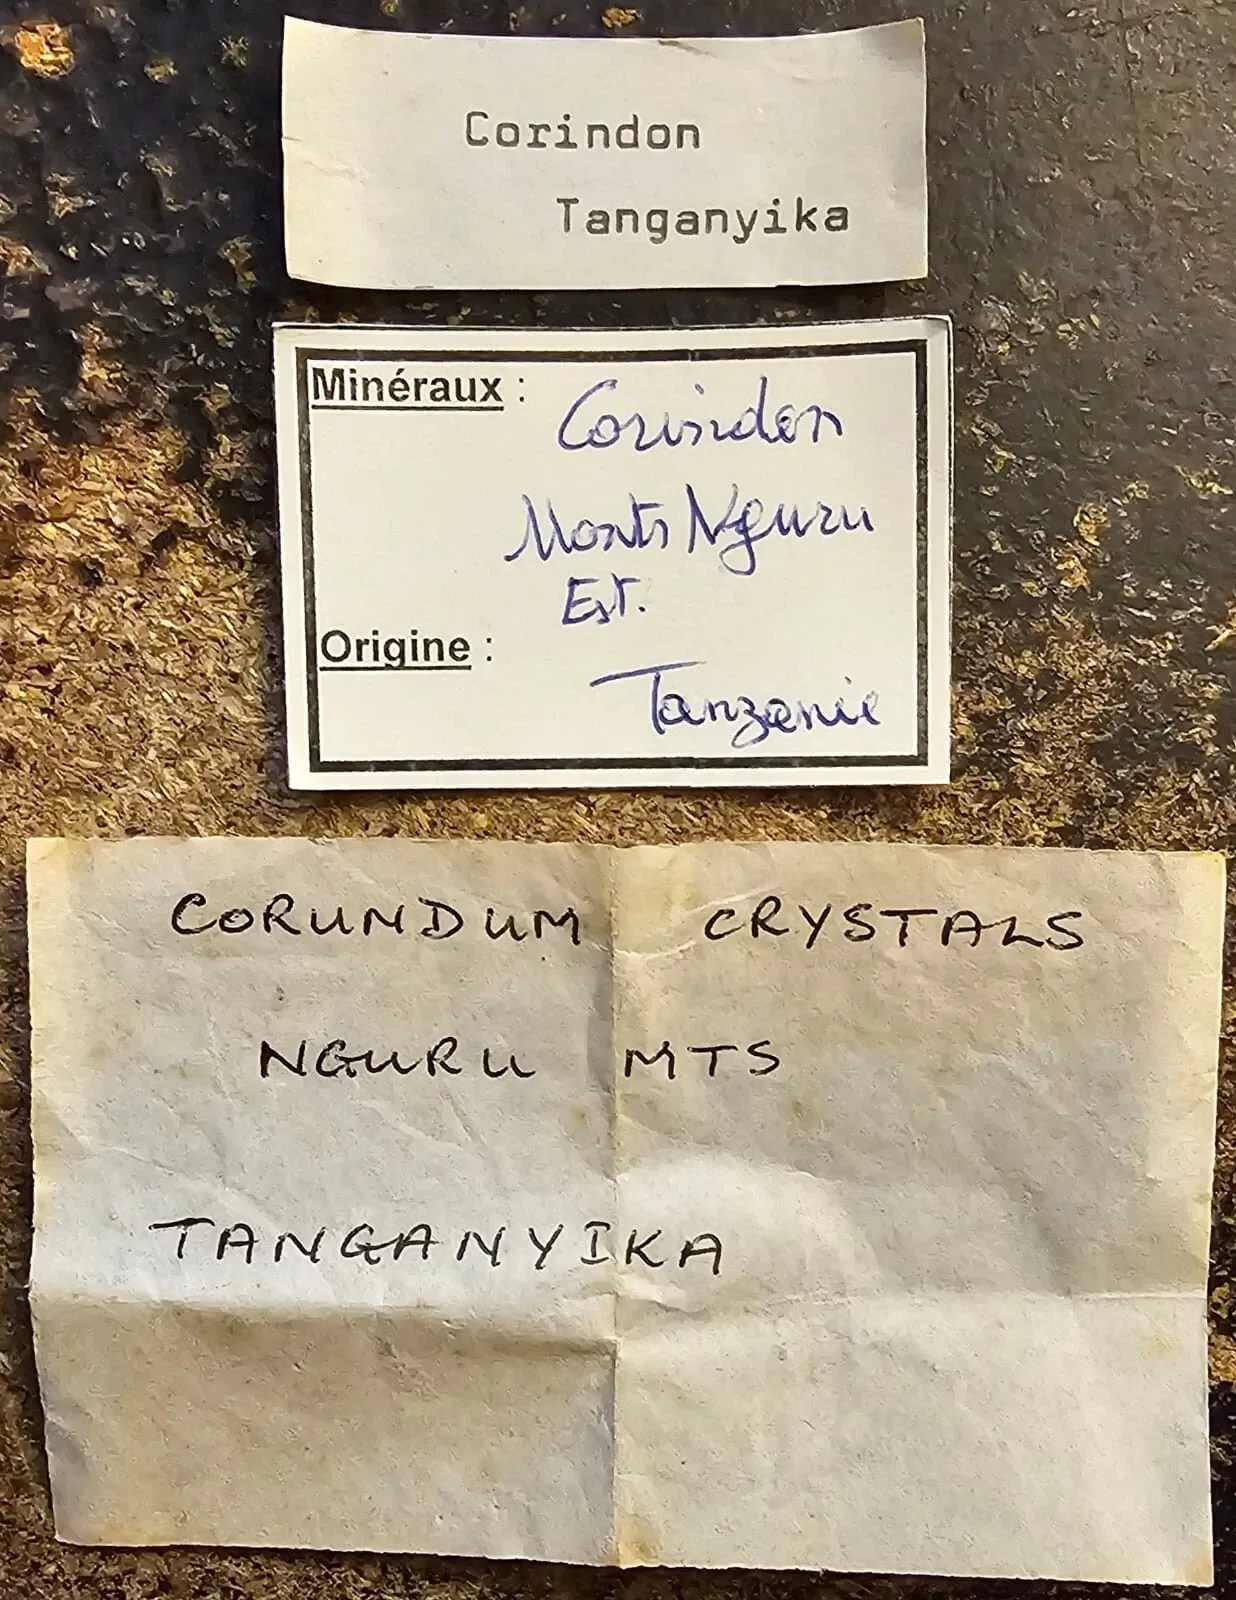 Corindon
Tanganyika
Minéraux :
Corindon
Monts Nguru
Est.
Origine :
Tanzanie
CORUNDUM CRYSTALS
NGURU MTS
TANGANYIKA